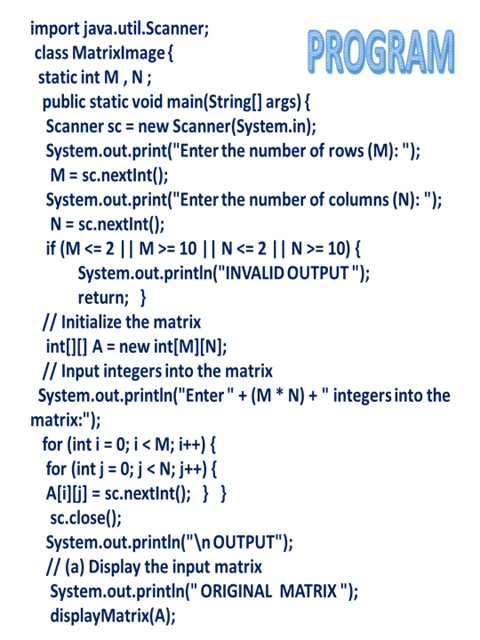 PROGRAM
import java.util.Scanner;
class MatrixImage {
static int M , N ;
public static void main(String[] args) {
Scanner sc = new Scanner(System.in);
System.out.print("Enter the number of rows (M): ");
M = sc.nextInt();
System.out.print("Enter the number of columns (N): ");
N = sc.nextInt();
if (M <= 2 || M >= 10 || N <= 2 || N >= 10) {
System.out.println("INVALID OUTPUT ");
return; }
// Initialize the matrix
int[][] A = new int[M][N];
// Input integers into the matrix
System.out.println("Enter " + (M * N) + " integers into the
matrix:");
for (int i = 0; i < M; i++) {
for (int j = 0; j < N; j++) {
A[i][j] = sc.nextInt(); } }
sc.close();
System.out.println("\n OUTPUT");
// (a) Display the input matrix
System.out.println(" ORIGINAL MATRIX ");
displayMatrix(A);